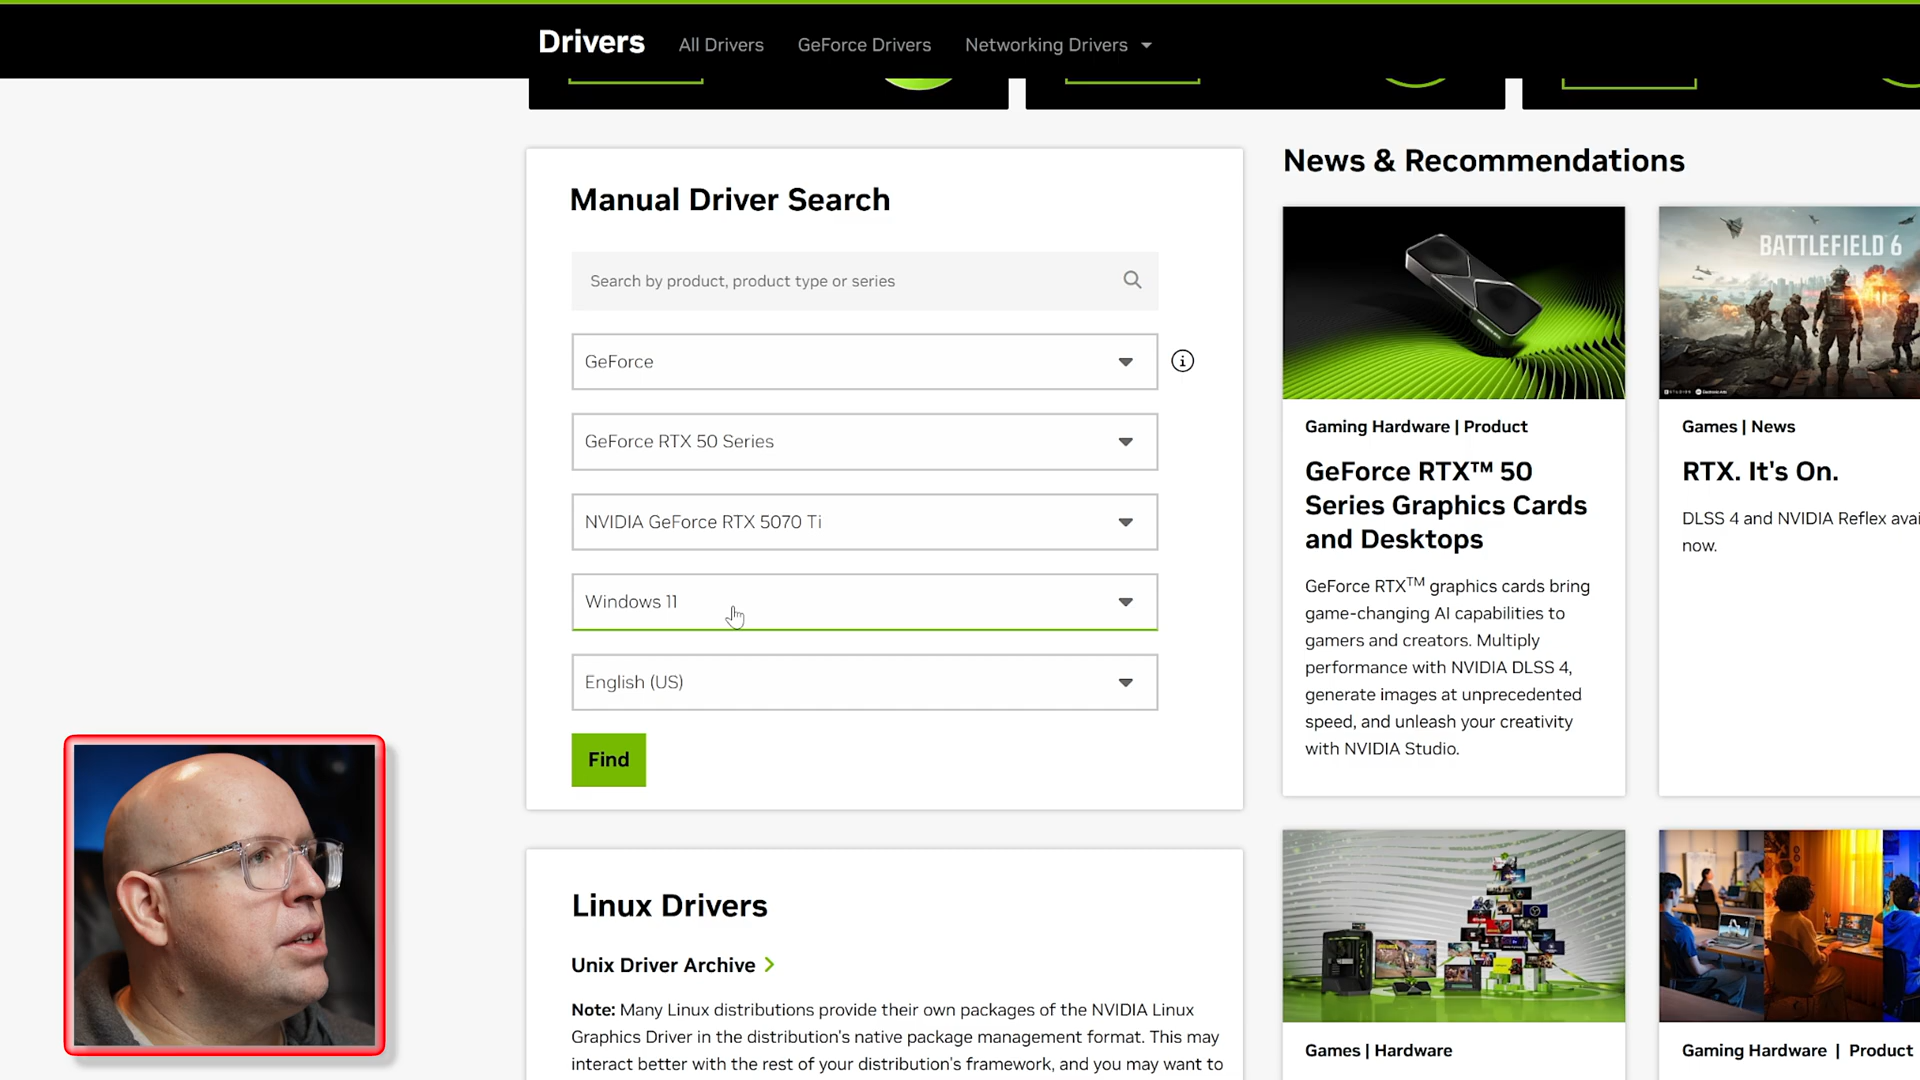 Drivers
All Drivers
GeForce Drivers
Networking Drivers
Manual Driver Search
Search by product, product type or series
GeForce
GeForce RTX 50 Series
NVIDIA GeForce RTX 5070 Ti
Windows 11
English (US)
Find
Linux Drivers
Unix Driver Archive
Note: Many Linux distributions provide their own packages of the NVIDIA Linux
Graphics Driver in the distribution's native package management format. This may
interact better with the rest of your distribution's framework, and you may want to
News & Recommendations
Gaming Hardware | Product
GeForce RTX™ 50
Series Graphics Cards
and Desktops
GeForce RTX™ graphics cards bring
game-changing AI capabilities to
gamers and creators. Multiply
performance with NVIDIA DLSS 4,
generate images at unprecedented
speed, and unleash your creativity
with NVIDIA Studio.
BATTLEFIELD 6
Games | News
RTX. It's On.
DLSS 4 and NVIDIA Reflex avai
now.
Games | Hardware
Gaming Hardware | Product